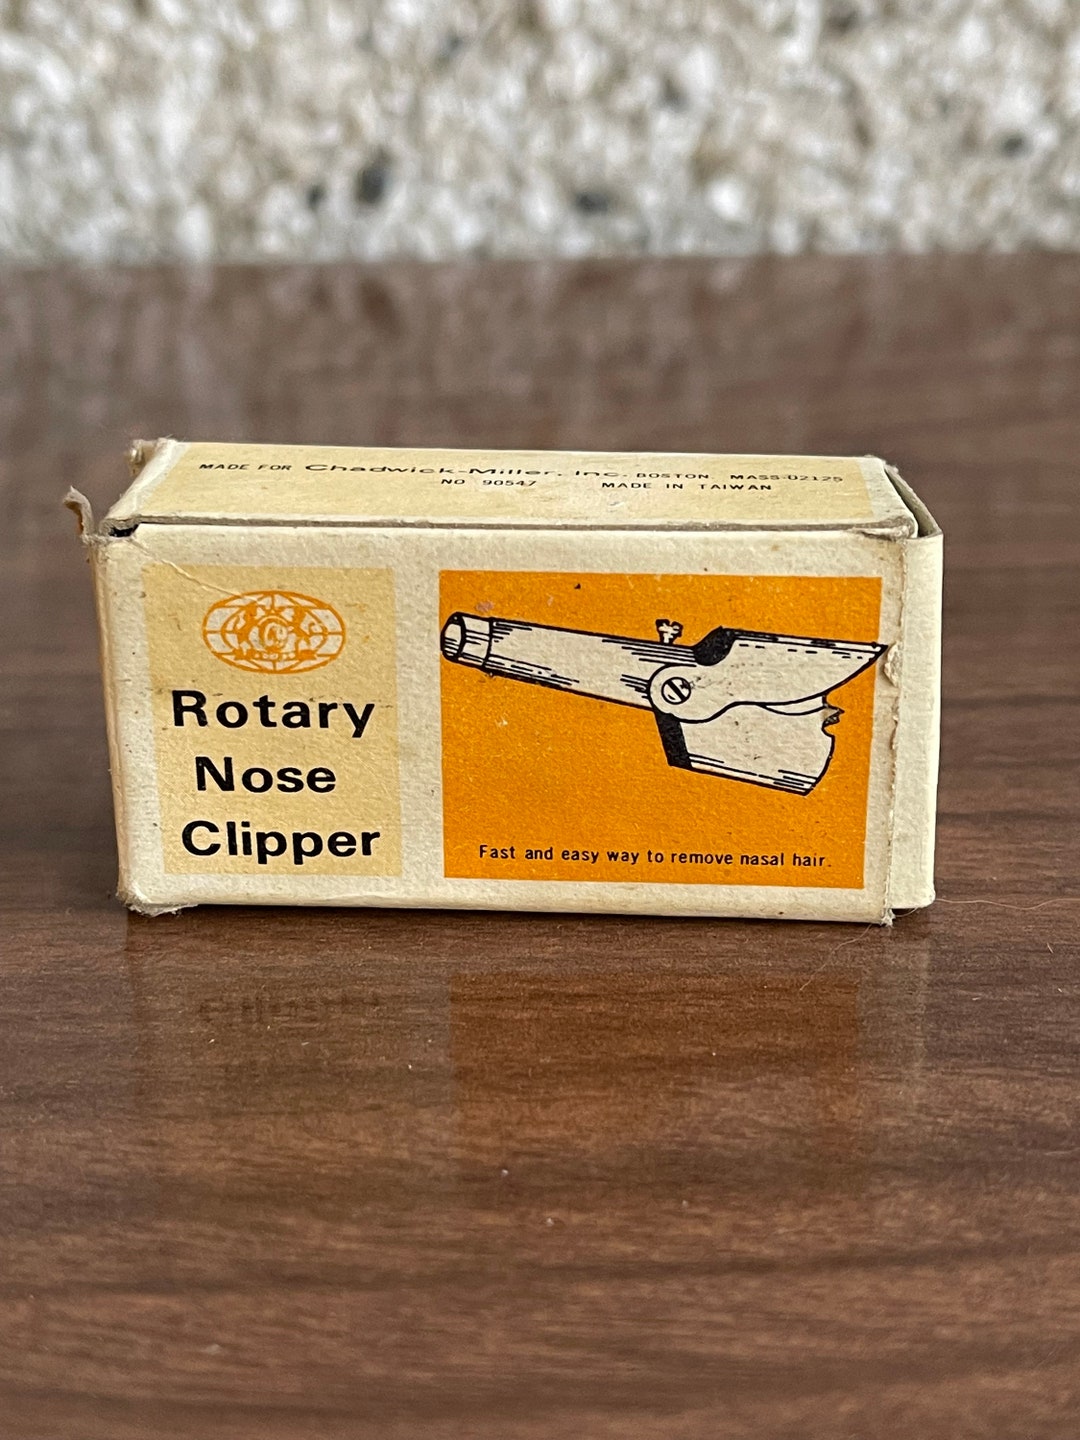 MADE FOR Chadwick-Miller, Inc. BOSTON, MASS-02125
NO 90547 MADE IN TAIWAN
Rotary
Nose
Clipper
Fast and easy way to remove nasal hair.